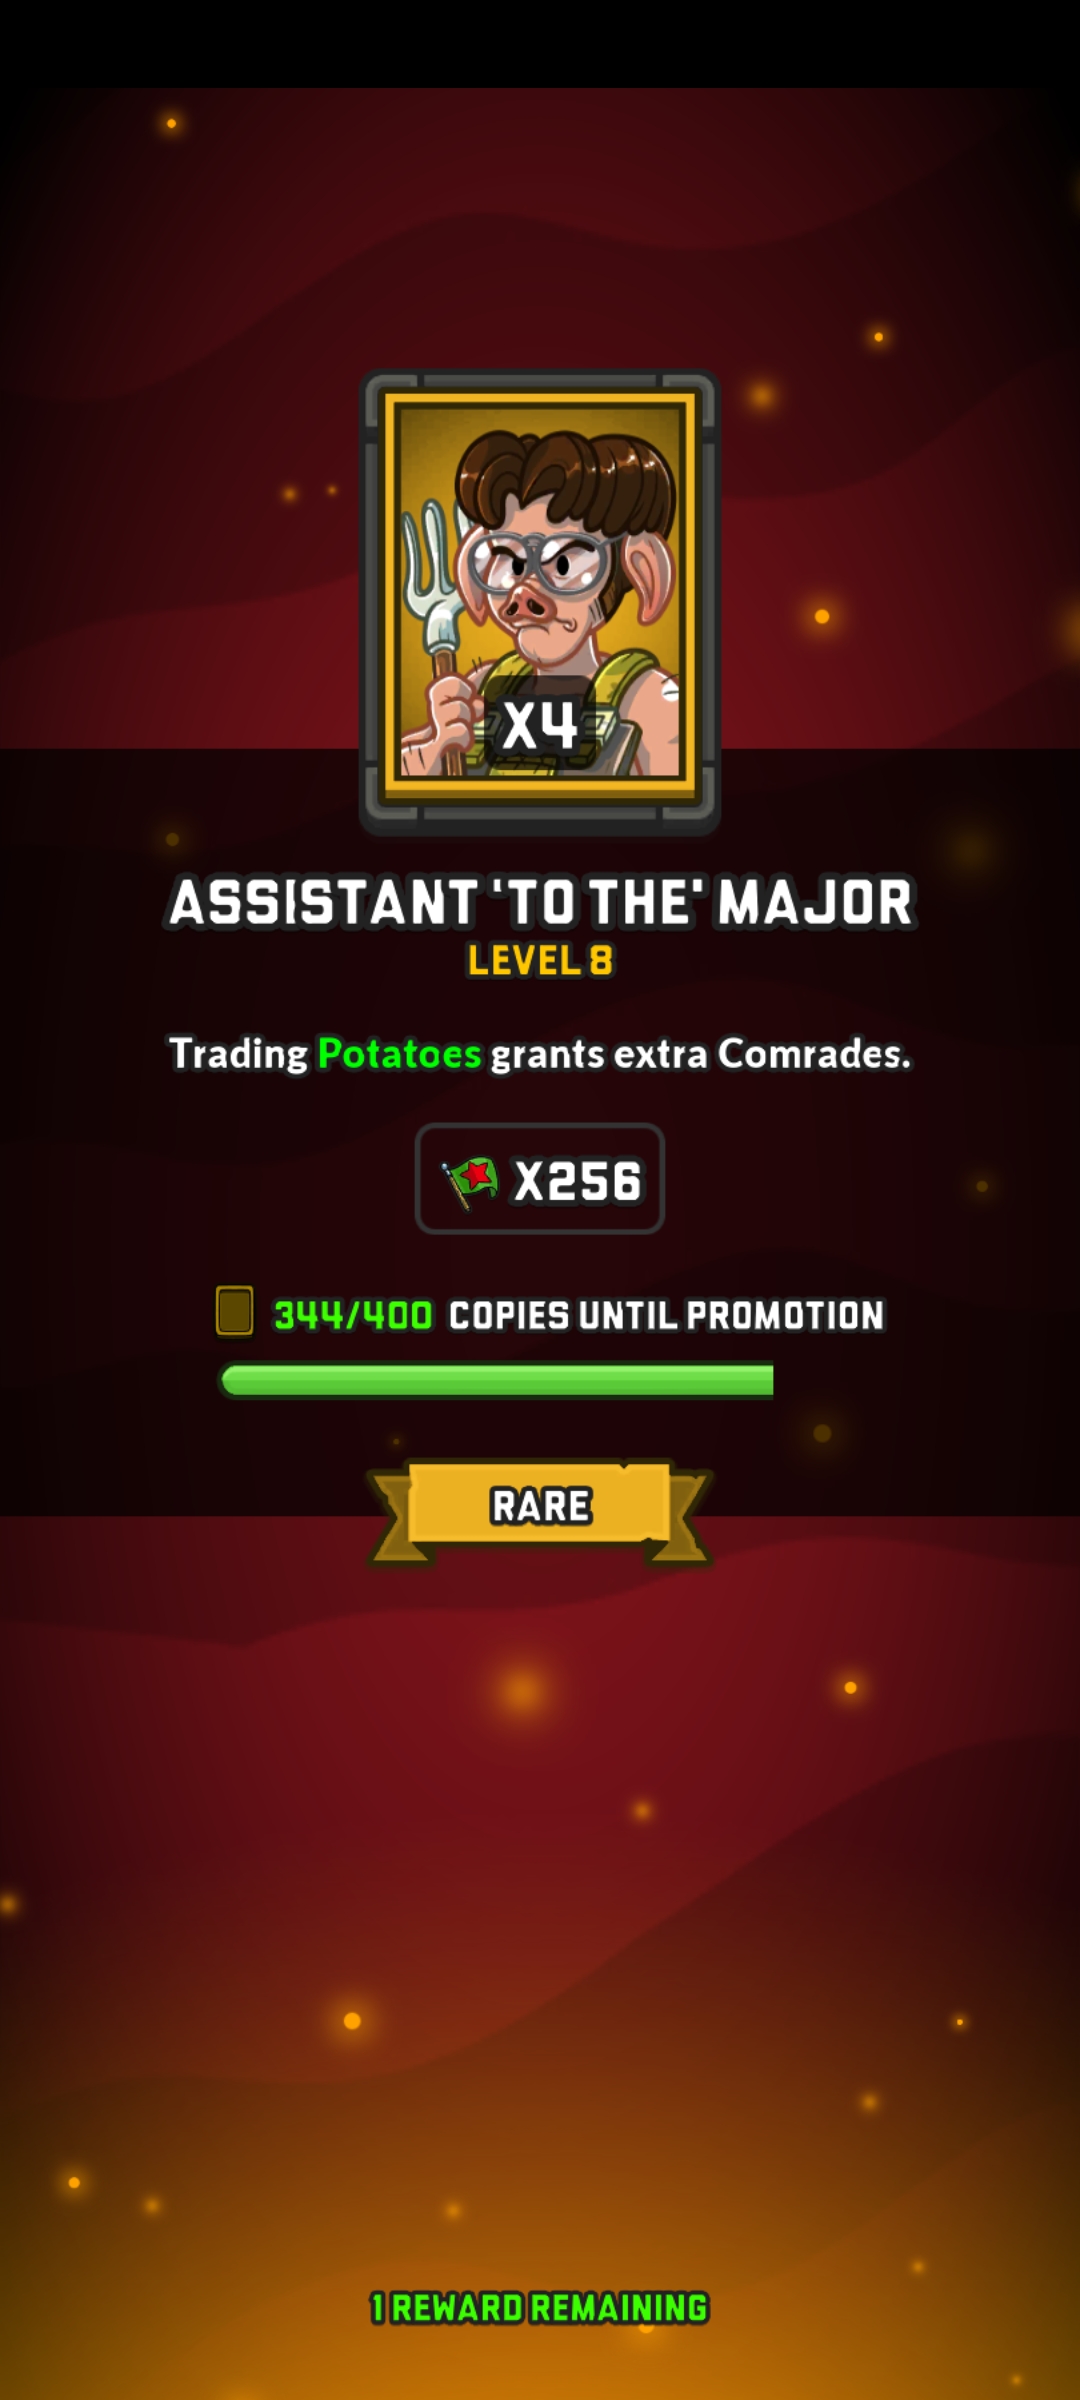 X4
ASSISTANT 'TO THE' MAJOR
LEVEL 8
Trading Potatoes grants extra Comrades.
X256
344/400 COPIES UNTIL PROMOTION
RARE
1 REWARD REMAINING